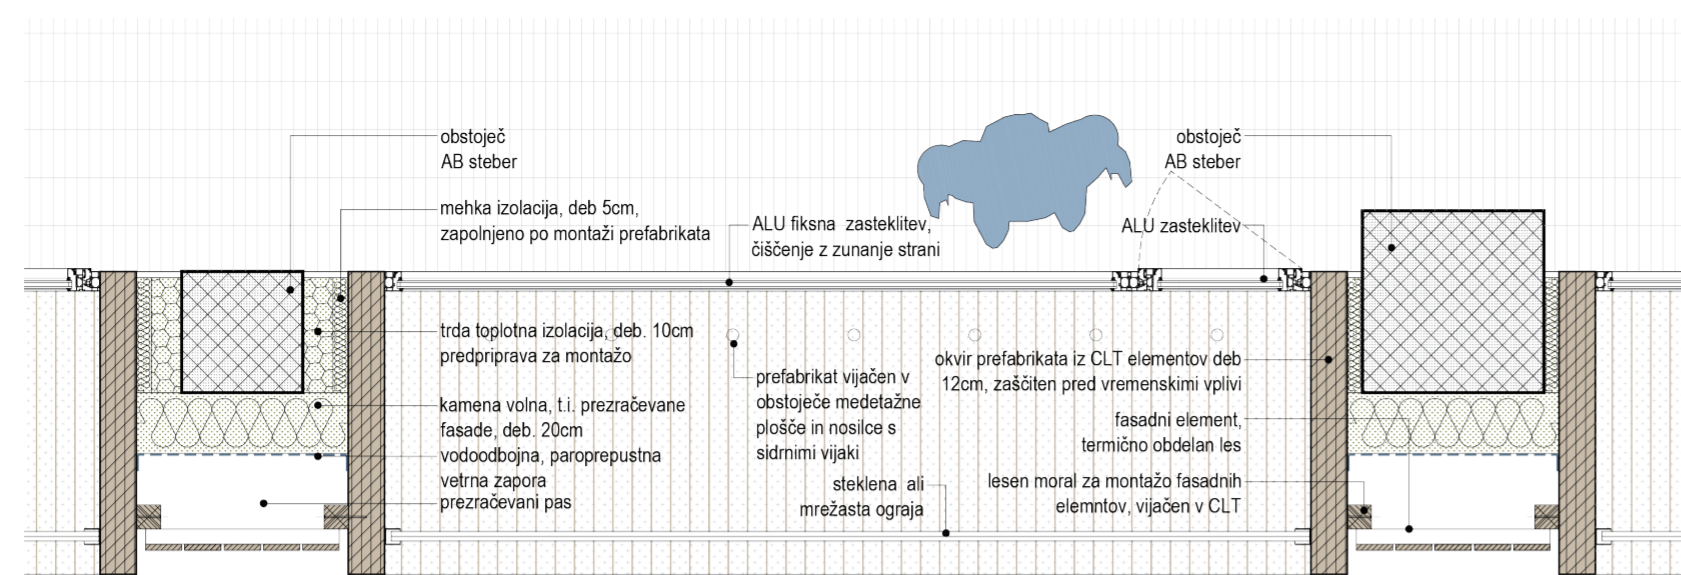 obstoječ
AB steber
mehka izolacija, deb 5cm,
zapolnjeno po montaži prefabrikata
trda toplotna izolacija, deb. 10cm
predpriprava za montažo
kamena volna, t.i. prezračevane
fasade, deb. 20cm
vodoodbojna, paroprepustna
vetrna zapora
prezračevani pas
ALU fiksna zasteklitev,
čiščenje z zunanje strani
prefabrikat vijačen v
obstoječe medetažne
plošče in nosilce s
sidrnimi vijaki
steklena ali
mrežasta ograja
obstoječ
AB steber
ALU zasteklitev
okvir prefabrikata iz CLT elementov deb
12cm, zaščiten pred vremenskimi vplivi
fasadni element,
termično obdelan les
lesen moral za montažo fasadnih
elemntov, vijačen v CLT